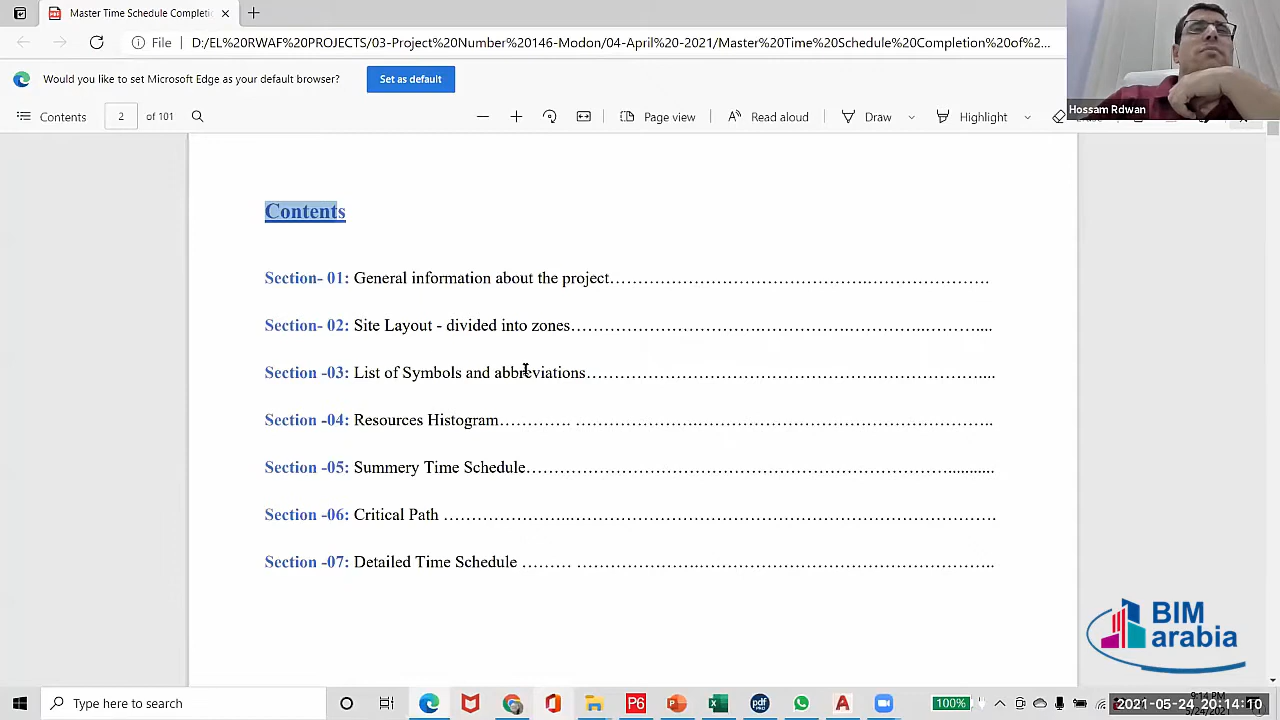 Master Time Schedule Completi
File
D:/EL%20RWAF%20PROJECTS/03-Project%20Number%20146-Modon/04-April%20-2021/Master%20Time%20Schedule%20Completion%20of%2...
Would you like to set Microsoft Edge as your default browser?
Set as default
Hossam Rdwan
Contents
2
of 101
Page view
Read aloud
Draw
Highlight
Contents
Section- 01: General information about the project
Section- 02: Site Layout - divided into zones
Section -03: List of Symbols and abbreviations
Section -04: Resources Histogram
Section -05: Summery Time Schedule
Section -06: Critical Path
Section -07: Detailed Time Schedule
BIM
arabia
Type here to search
P6
100%
9:14 PM
2021-05-24 20:14:10